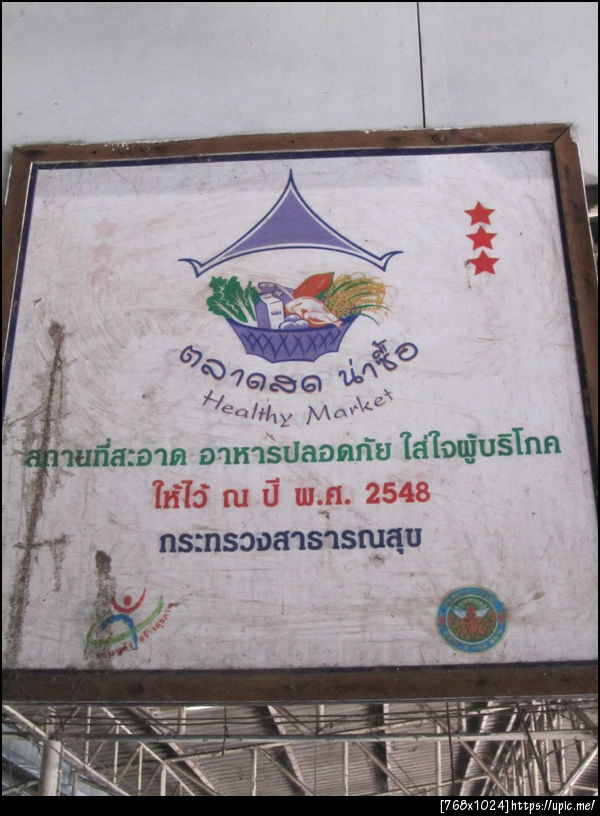 ตลาดสด น่าซื้อ
Healthy Market
สถานที่สะอาด อาหารปลอดภัย ใส่ใจผู้บริโภค
ให้ไว้ ณ ปี พ.ศ. 2548
กระทรวงสาธารณสุข
[768x1024]https://upic.me/